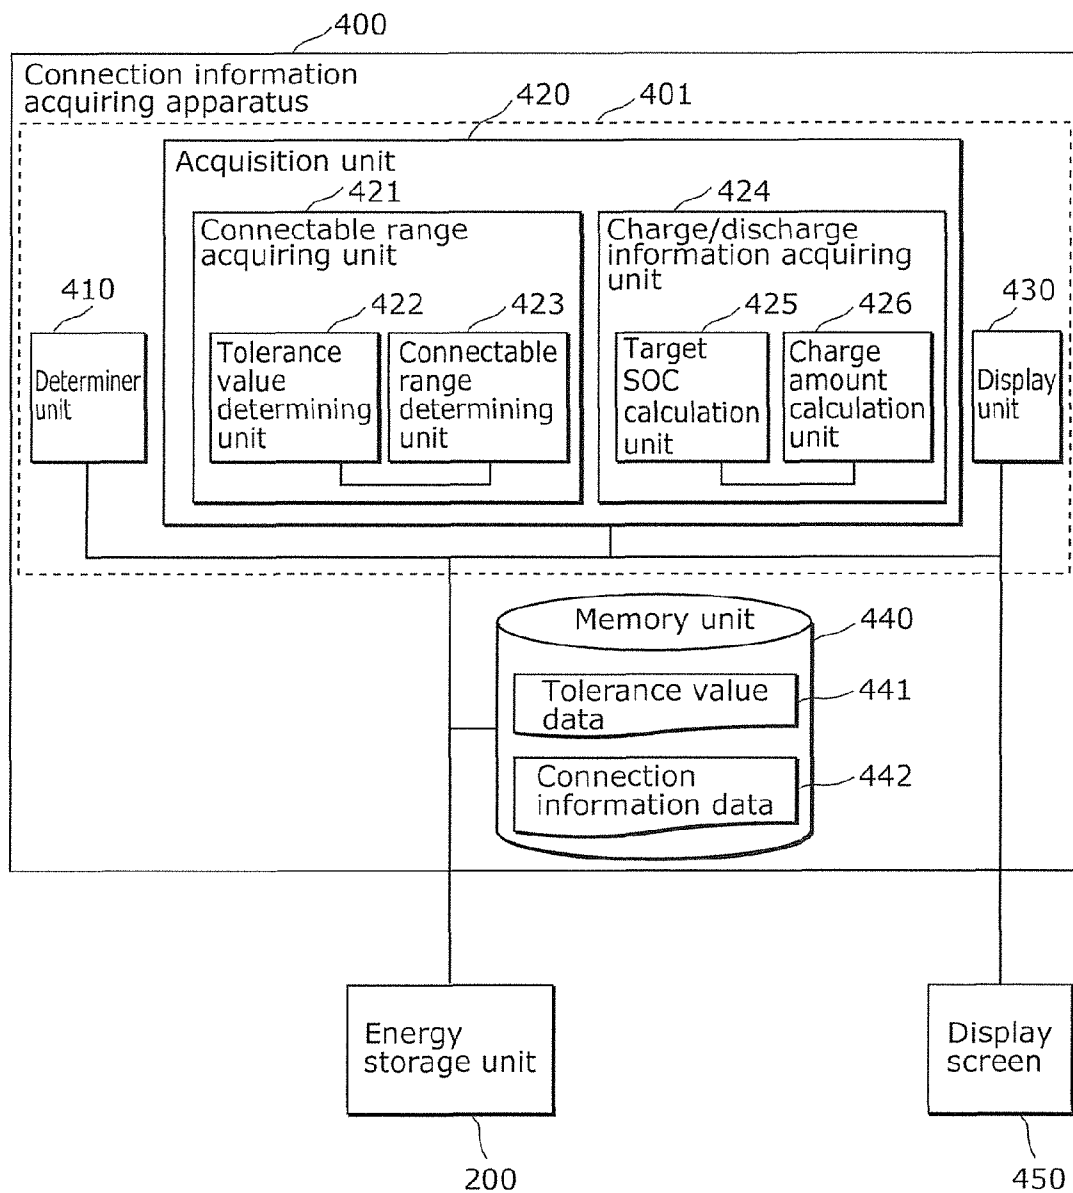 400
Connection information
acquiring apparatus
420
401
Acquisition unit
421
424
Connectable range
acquiring unit
Charge/discharge
information acquiring
unit
410
422
423
425
426
430
Determiner
unit
Tolerance
value
determining
unit
Connectable
range
determining
unit
Target
SOC
calculation
unit
Charge
amount
calculation
unit
Display
unit
Memory unit
440
Tolerance value
data
441
Connection
information data
442
Energy
storage unit
Display
screen
200
450